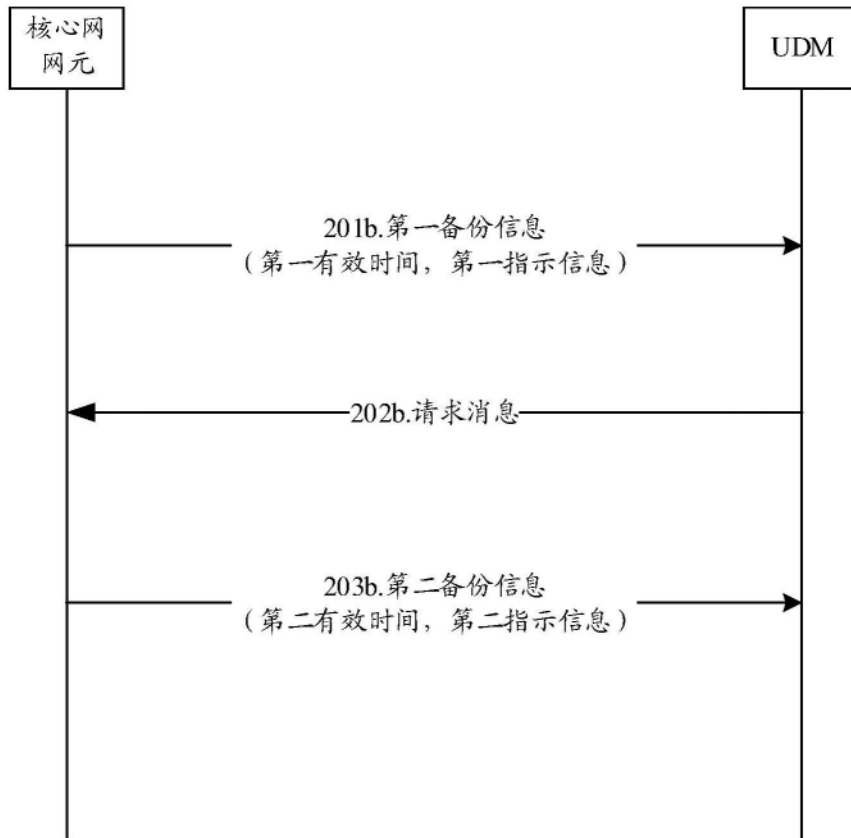 核心网
网元
UDM
201b.第一备份信息
（第一有效时间，第一指示信息）
202b.请求消息
203b.第二备份信息
（第二有效时间，第二指示信息）